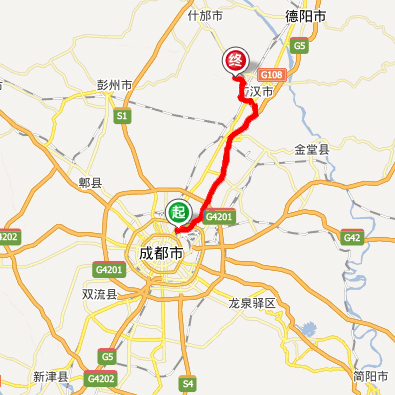 德阳市
什邡市
G5
终
G108
广汉市
彭州市
S1
金堂县
郫县
起
G4201
G4202
G42
成都市
G4201
双流县
龙泉驿区
G5
新津县
G4202
S4
简阳市